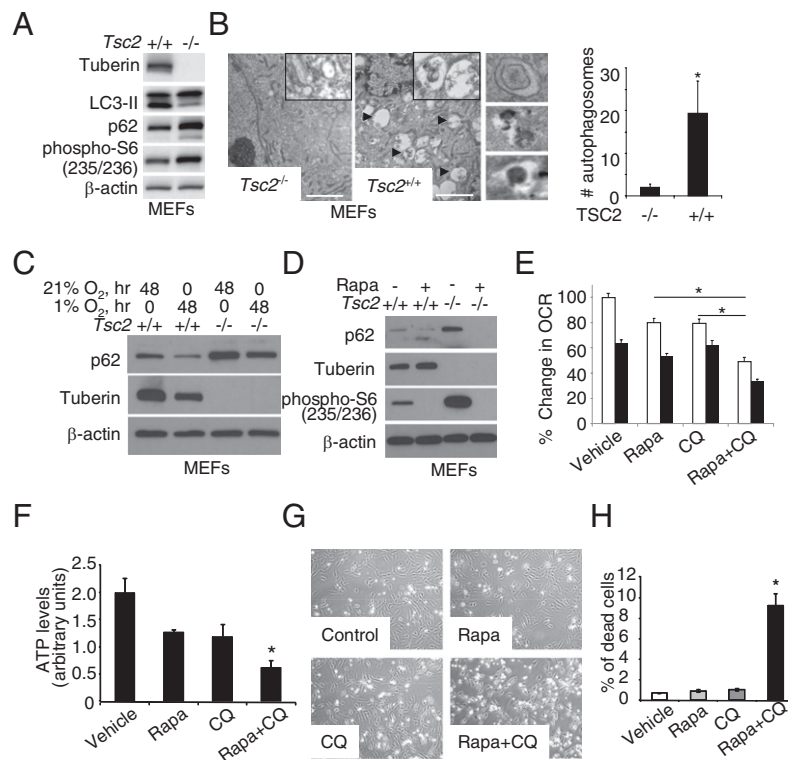 A
Tsc2 +/+ -/-
Tuberin
LC3-II
p62
phospho-S6
(235/236)
β-actin
MEFs
B
Tsc2-/-
Tsc2+/+
MEFs
# autophagosomes
30
20
10
0
*
TSC2 -/- +/+
C
21% O2, hr 48 0 48 0
1% O2, hr 0 48 0 48
Tsc2 +/+ +/+ -/- -/-
p62
Tuberin
β-actin
MEFs
D
Rapa - + - +
Tsc2 +/+ +/+ -/- -/-
p62
Tuberin
phospho-S6
(235/236)
β-actin
MEFs
E
% Change in OCR
100
80
60
40
20
0
*
*
Vehicle
Rapa
CQ
Rapa+CQ
F
ATP levels
(arbitrary units)
2.5
2.0
1.5
1.0
0.5
0
*
Vehicle
Rapa
CQ
Rapa+CQ
G
Control
Rapa
CQ
Rapa+CQ
H
% of dead cells
12
10
8
6
4
2
0
*
Vehicle
Rapa
CQ
Rapa+CQ